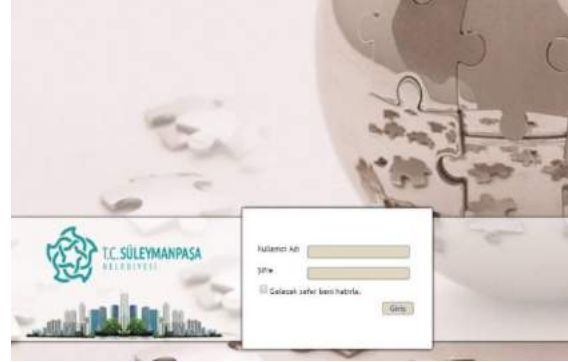 T.C. SÜLEYMANPAŞA
BELEDİYESİ
Kullanıcı Adı
Şifre
Gelecek sefer beni hatırla.
Giriş